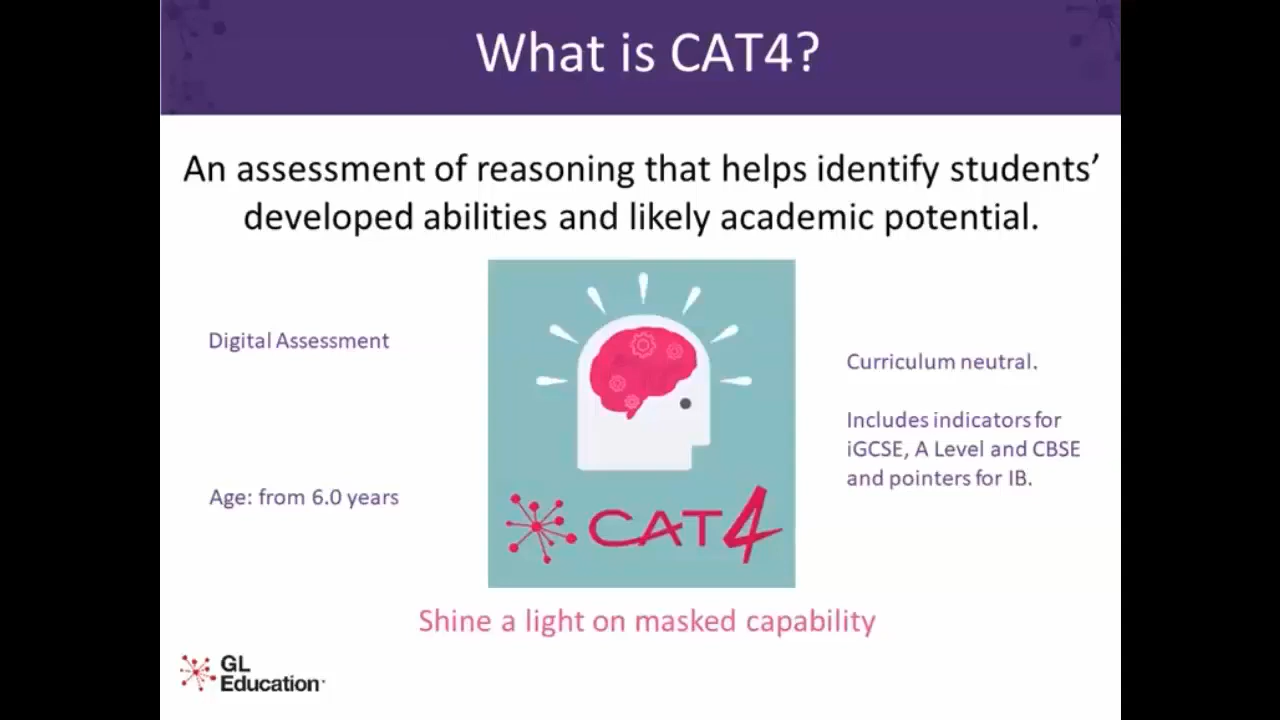 What is CAT4?
An assessment of reasoning that helps identify students’
developed abilities and likely academic potential.
Digital Assessment
Age: from 6.0 years
Curriculum neutral.
Includes indicators for
iGCSE, A Level and CBSE
and pointers for IB.
CAT4
Shine a light on masked capability
GL
Education